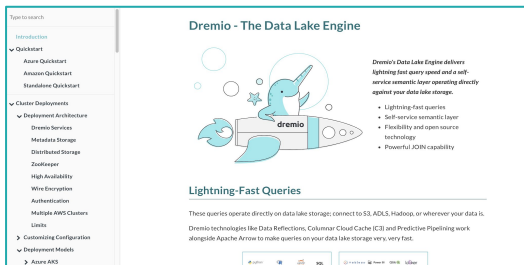 Type to search
Introduction
Quickstart
Azure Quickstart
Amazon Quickstart
Standalone Quickstart
Cluster Deployments
Deployment Architecture
Dremio Services
Metadata Storage
Distributed Storage
ZooKeeper
High Availability
Wire Encryption
Authentication
Multiple AWS Clusters
Limits
Customizing Configuration
Deployment Models
Azure AKS
Dremio - The Data Lake Engine
dremio
Dremio's Data Lake Engine delivers
lightning fast query speed and a self-
service semantic layer operating directly
against your data lake storage.
Lightning-fast queries
Self-service semantic layer
Flexibility and open source
technology
Powerful JOIN capability
Lightning-Fast Queries
These queries operate directly on data lake storage; connect to S3, ADLS, Hadoop, or wherever your data is.
Dremio technologies like Data Reflections, Columnar Cloud Cache (C3) and Predictive Pipelining work
alongside Apache Arrow to make queries on your data lake storage very, very fast.